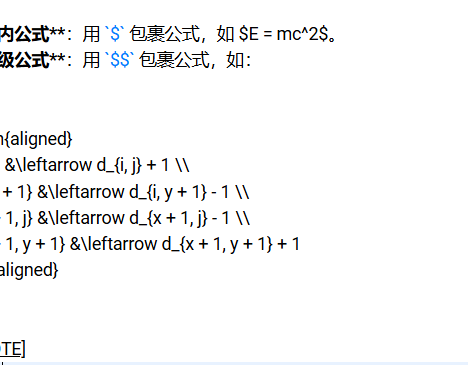 内公式**：用 `$` 包裹公式，如 $E = mc^2$。
级公式**：用 `$$` 包裹公式，如：
{aligned}
&\leftarrow d_{i, j} + 1 \\
+ 1} &\leftarrow d_{i, y + 1} - 1 \\
1, j} &\leftarrow d_{x + 1, j} - 1 \\
1, y + 1} &\leftarrow d_{x + 1, y + 1} + 1
aligned}
TE]